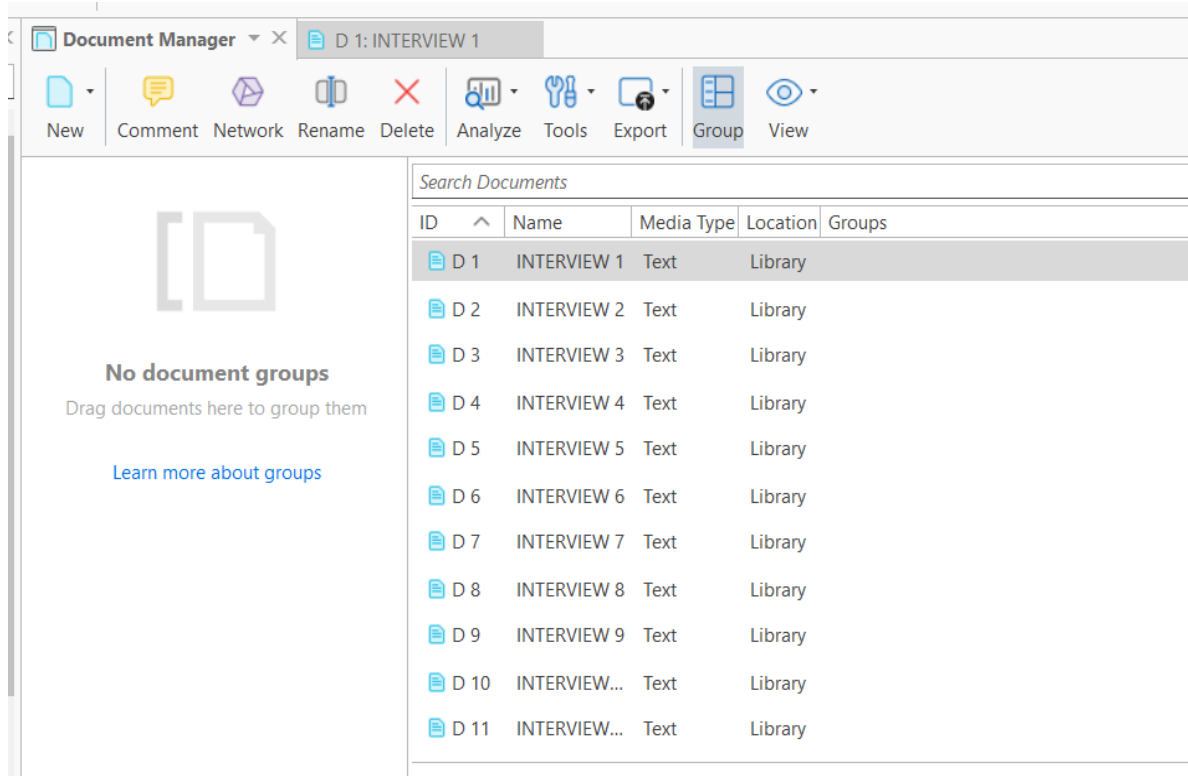 Document Manager D 1: INTERVIEW 1
New Comment Network Rename Delete Analyze Tools Export Group View
Search Documents
ID Name Media Type Location Groups
D 1 INTERVIEW 1 Text Library
D 2 INTERVIEW 2 Text Library
D 3 INTERVIEW 3 Text Library
D 4 INTERVIEW 4 Text Library
D 5 INTERVIEW 5 Text Library
D 6 INTERVIEW 6 Text Library
D 7 INTERVIEW 7 Text Library
D 8 INTERVIEW 8 Text Library
D 9 INTERVIEW 9 Text Library
D 10 INTERVIEW... Text Library
D 11 INTERVIEW... Text Library
No document groups
Drag documents here to group them
Learn more about groups